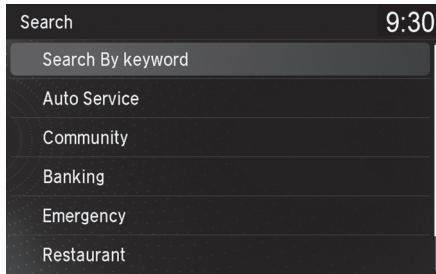 Search
9:30
Search By keyword
Auto Service
Community
Banking
Emergency
Restaurant